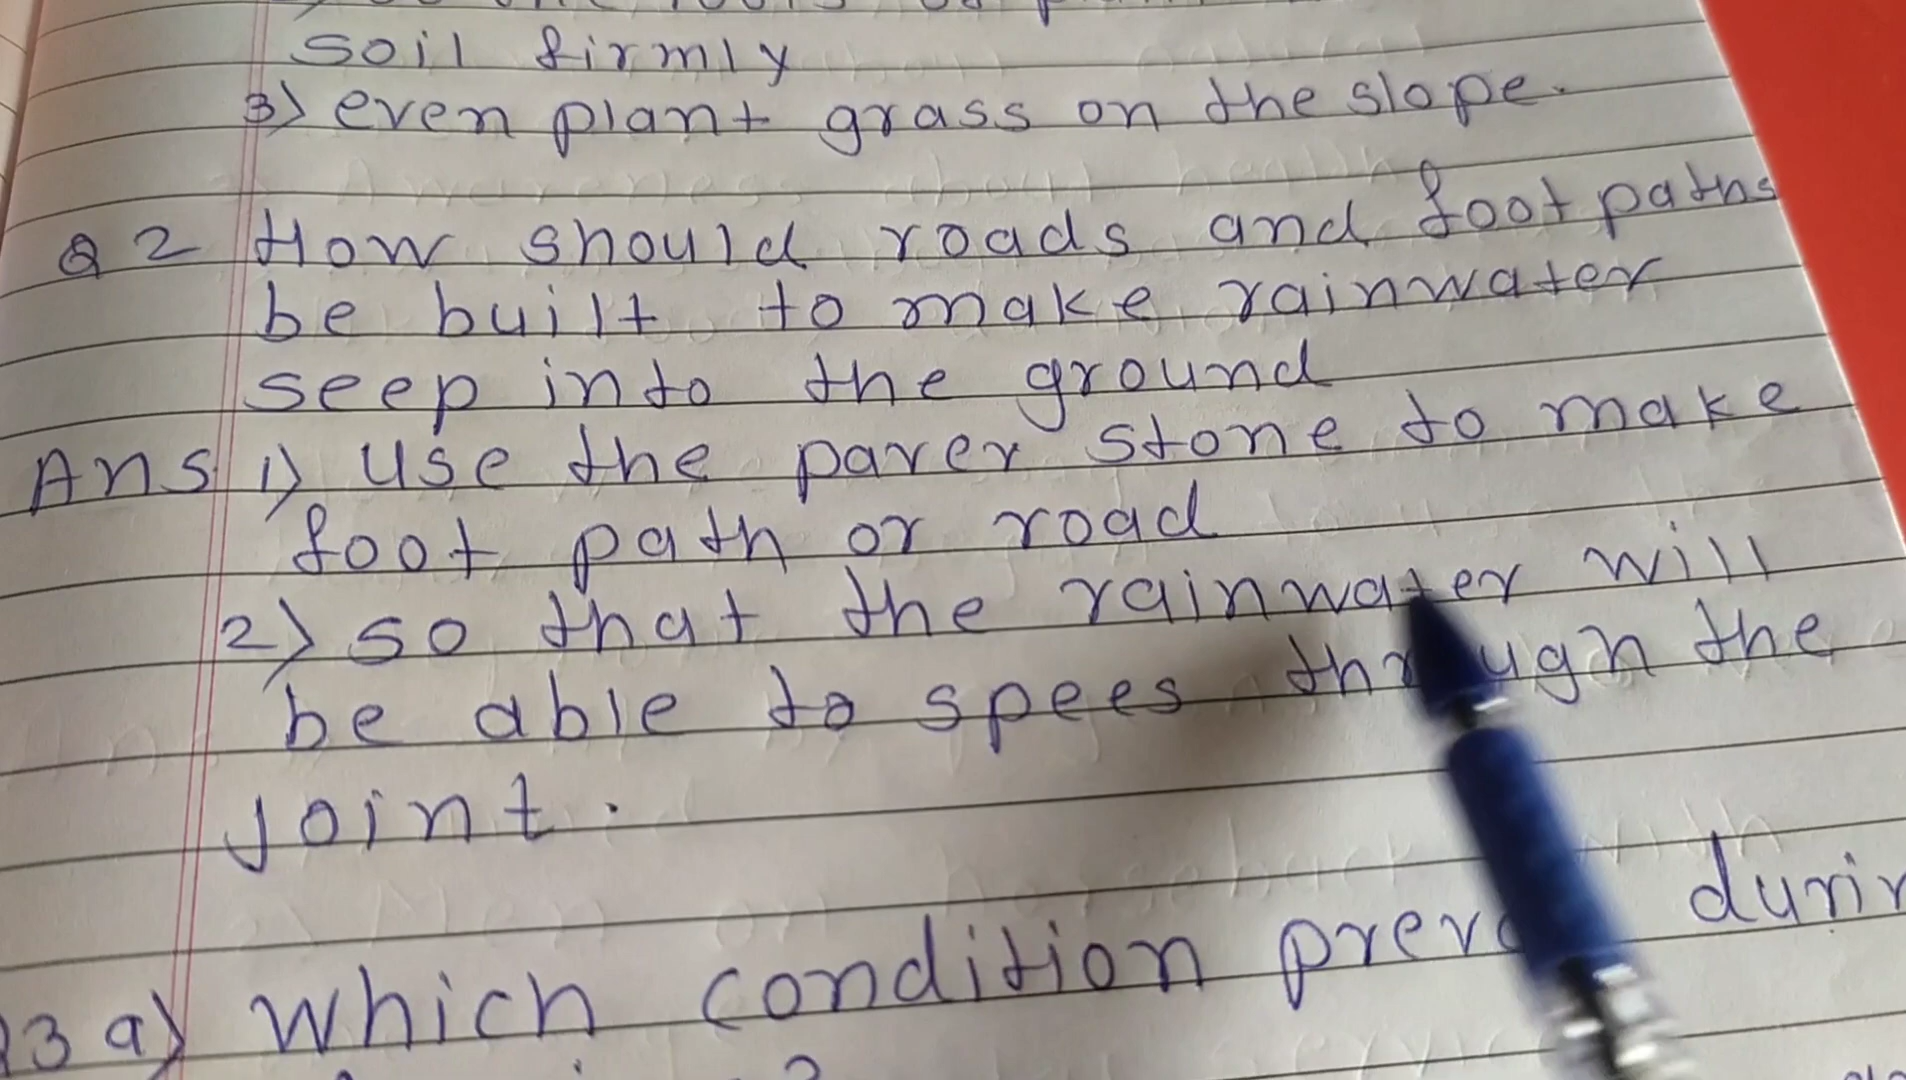 soil firmly
3) even plant grass on the slope.
Q2 How should roads and foot paths
be built to make rainwater
seep into the ground
Ans 1) Use the paver stone to make
foot path or road
2) so that the rainwater will
be able to spees through the
joint.
3 a) Which condition